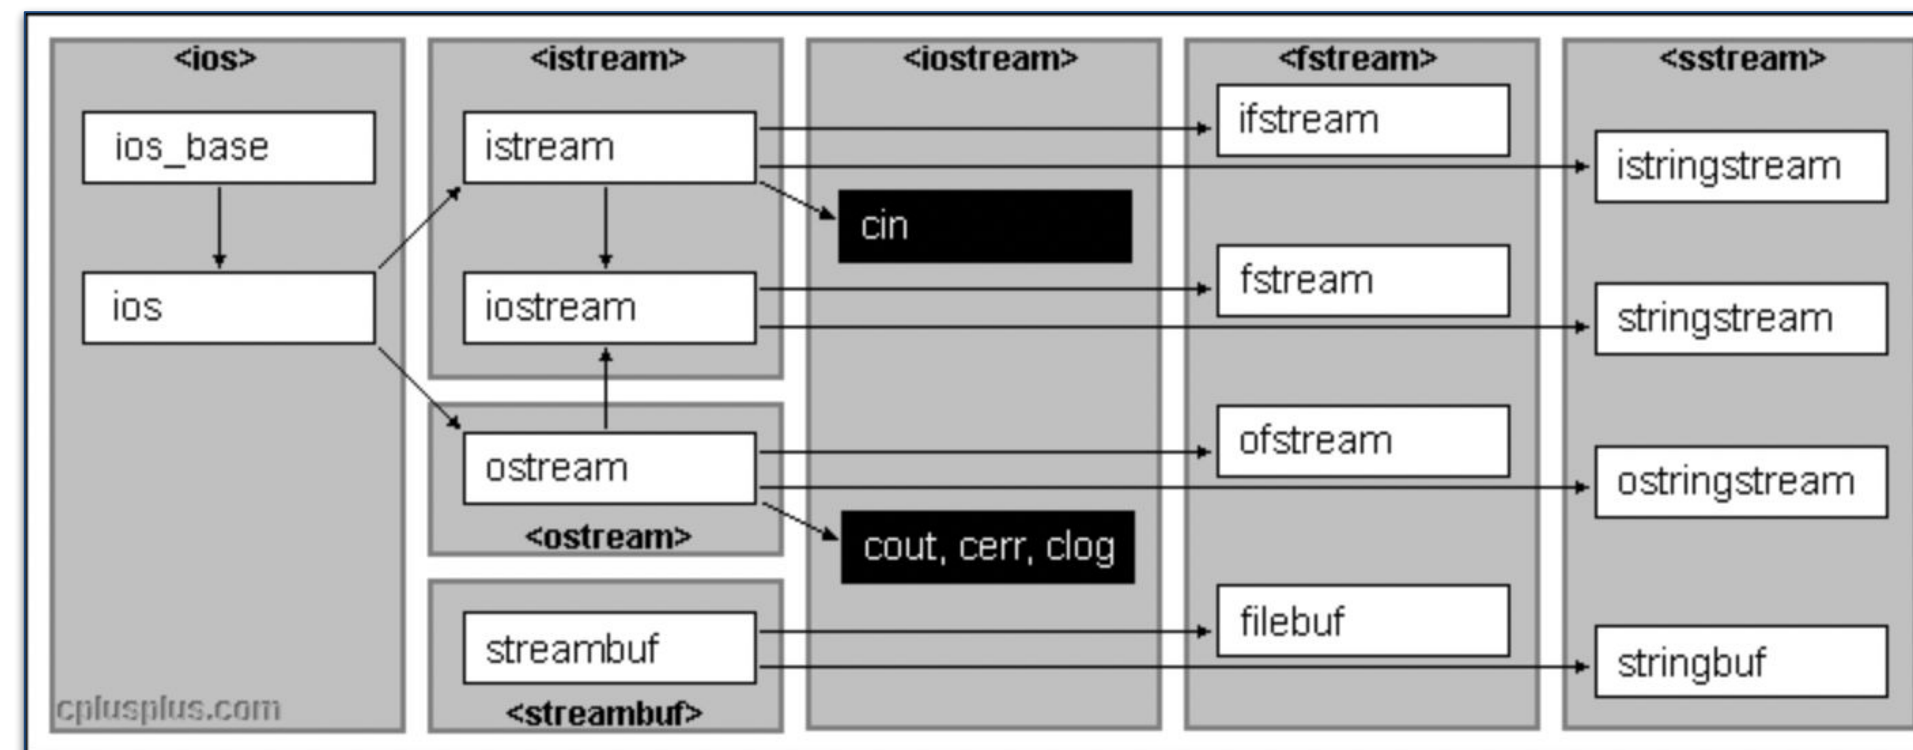 <ios>
ios_base
ios
cplusplus.com
<istream>
istream
iostream
ostream
<ostream>
streambuf
<streambuf>
<iostream>
cin
cout, cerr, clog
<fstream>
ifstream
fstream
ofstream
filebuf
<sstream>
istringstream
stringstream
ostringstream
stringbuf